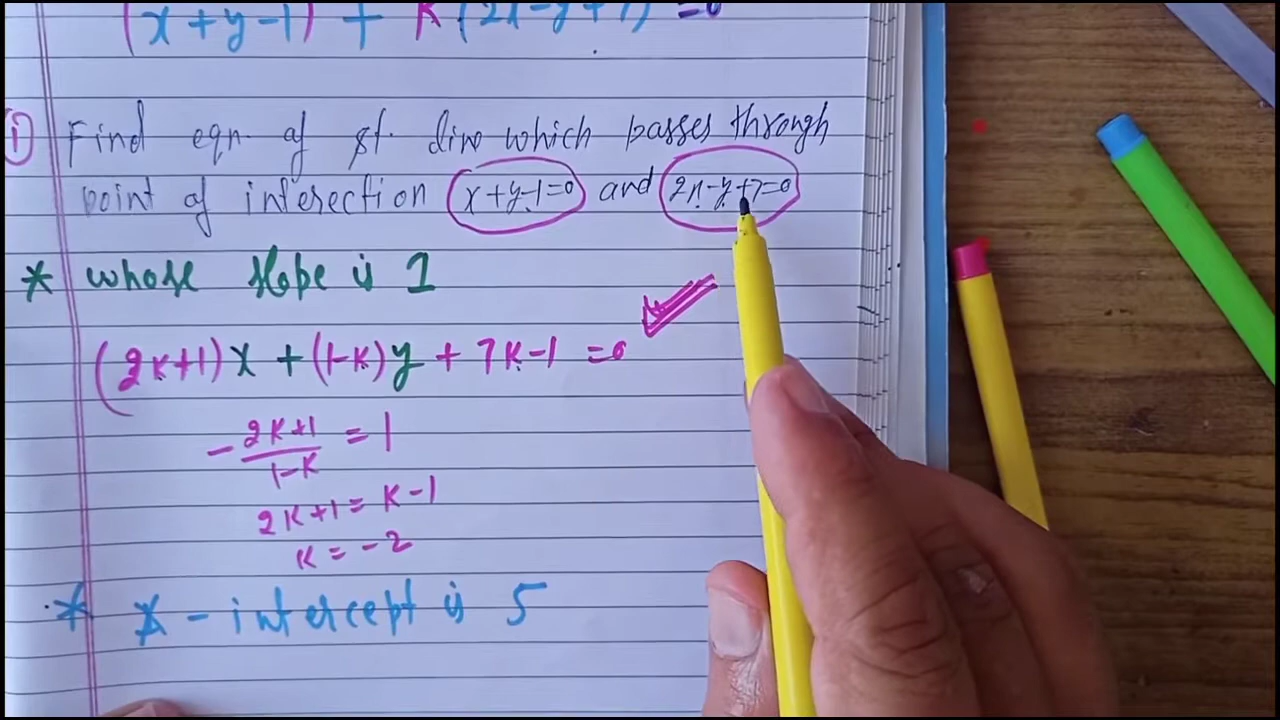 (x+y-1) + K(2x-y+7) =0
① Find eqn. of st. line which passes through
point of interection x+y-1=0 and 2x-y+7=0
* whose slope is 1
(2K+1)x + (1-K)y + 7K-1 =0
- 2K+1 / 1-K = 1
2K+1 = K-1
K = -2
* x-intercept is 5